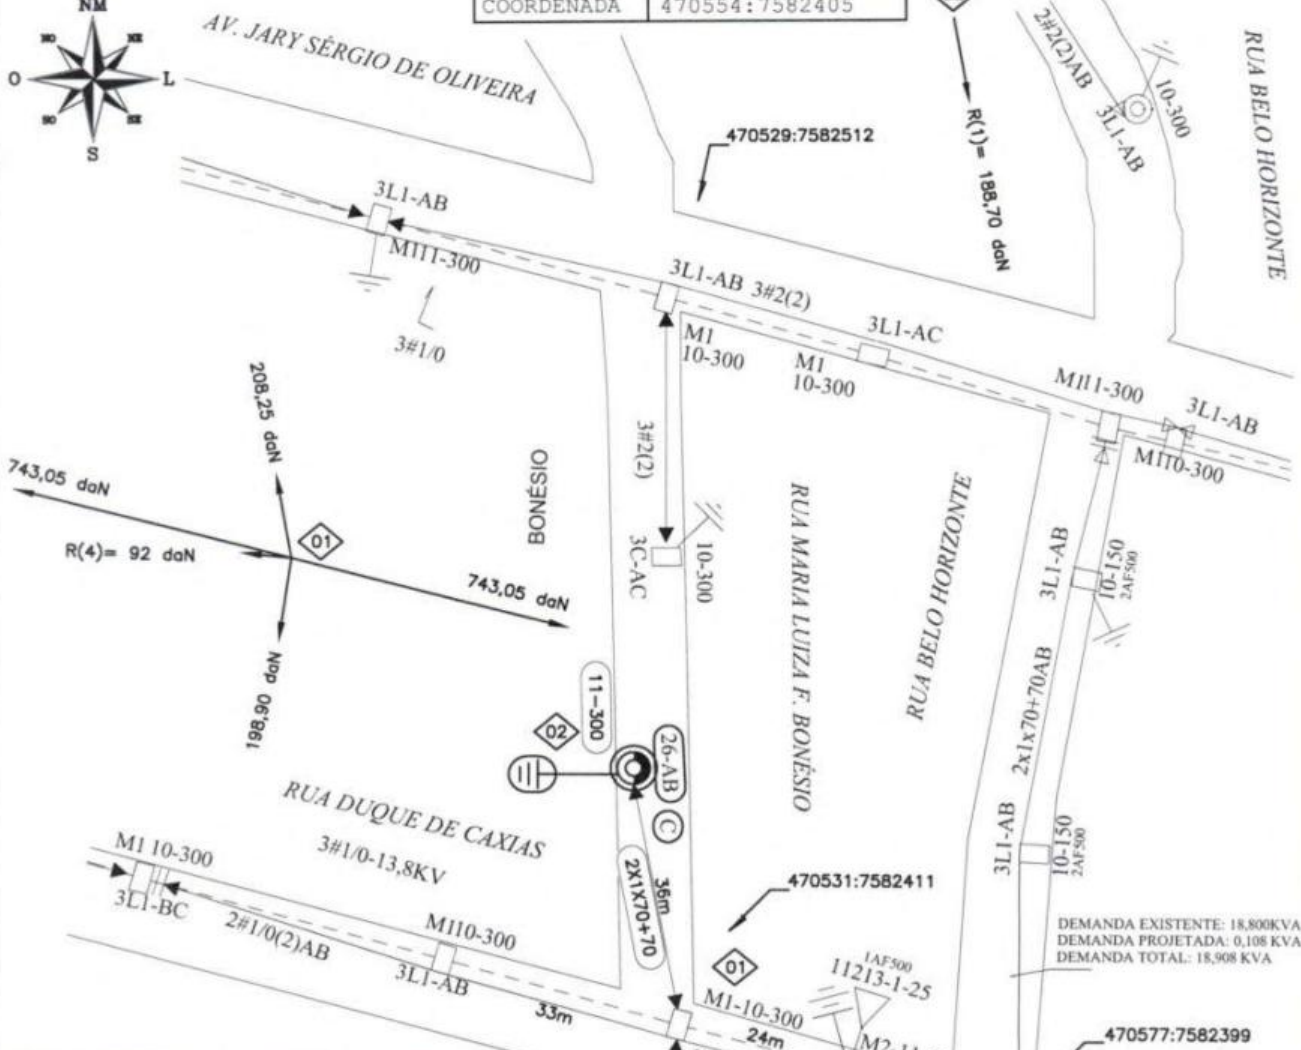 NM
NO
NE
O
L
SO
SE
S
COORDENADA 470554:7582405
AV. JARY SÉRGIO DE OLIVEIRA
470529:7582512
R(1)= 188,70 daN
2#2(2)AB
3L1-AB
10-300
RUA BELO HORIZONTE
3L1-AB
M111-300
3#1/0
3L1-AB 3#2(2)
M1
10-300
3L1-AC
M1
10-300
M111-300
3L1-AB
M110-300
208,25 daN
743,05 daN
R(4)= 92 daN
01
743,05 daN
198,90 daN
BONÉSIO
3#2(2)
3C-AC
10-300
RUA MARIA LUIZA F. BONÉSIO
RUA BELO HORIZONTE
3L1-AB
10-150
2AF500
2x1x70+70AB
3L1-AB
10-150
2AF500
11-300
02
26-AB
C
RUA DUQUE DE CAXIAS
3#1/0-13,8KV
M1 10-300
3L1-BC
2#1/0(2)AB
M110-300
3L1-AB
33m
2X1X70+70
36m
470531:7582411
01
M1-10-300
24m
1AF500
11213-1-25
DEMANDA EXISTENTE: 18,800KVA
DEMANDA PROJETADA: 0,108 KVA
DEMANDA TOTAL: 18,908 KVA
470577:7582399